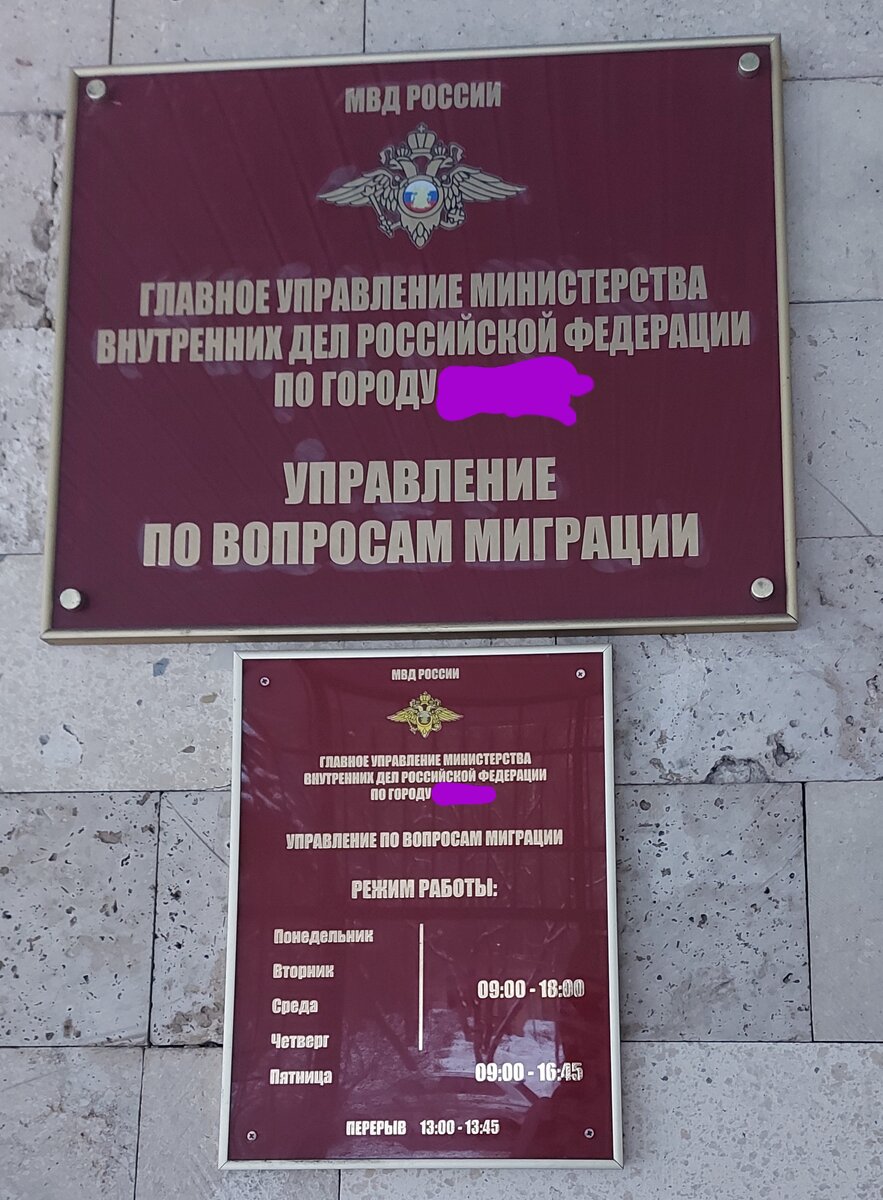 МВД РОССИИ
ГЛАВНОЕ УПРАВЛЕНИЕ МИНИСТЕРСТВА
ВНУТРЕННИХ ДЕЛ РОССИЙСКОЙ ФЕДЕРАЦИИ
ПО ГОРОДУ
УПРАВЛЕНИЕ
ПО ВОПРОСАМ МИГРАЦИИ
МВД РОССИИ
ГЛАВНОЕ УПРАВЛЕНИЕ МИНИСТЕРСТВА
ВНУТРЕННИХ ДЕЛ РОССИЙСКОЙ ФЕДЕРАЦИИ
ПО ГОРОДУ
УПРАВЛЕНИЕ ПО ВОПРОСАМ МИГРАЦИИ
РЕЖИМ РАБОТЫ:
Понедельник
Вторник
Среда
Четверг
09:00 - 18:00
Пятница 09:00 - 16:45
ПЕРЕРЫВ 13:00 - 13:45